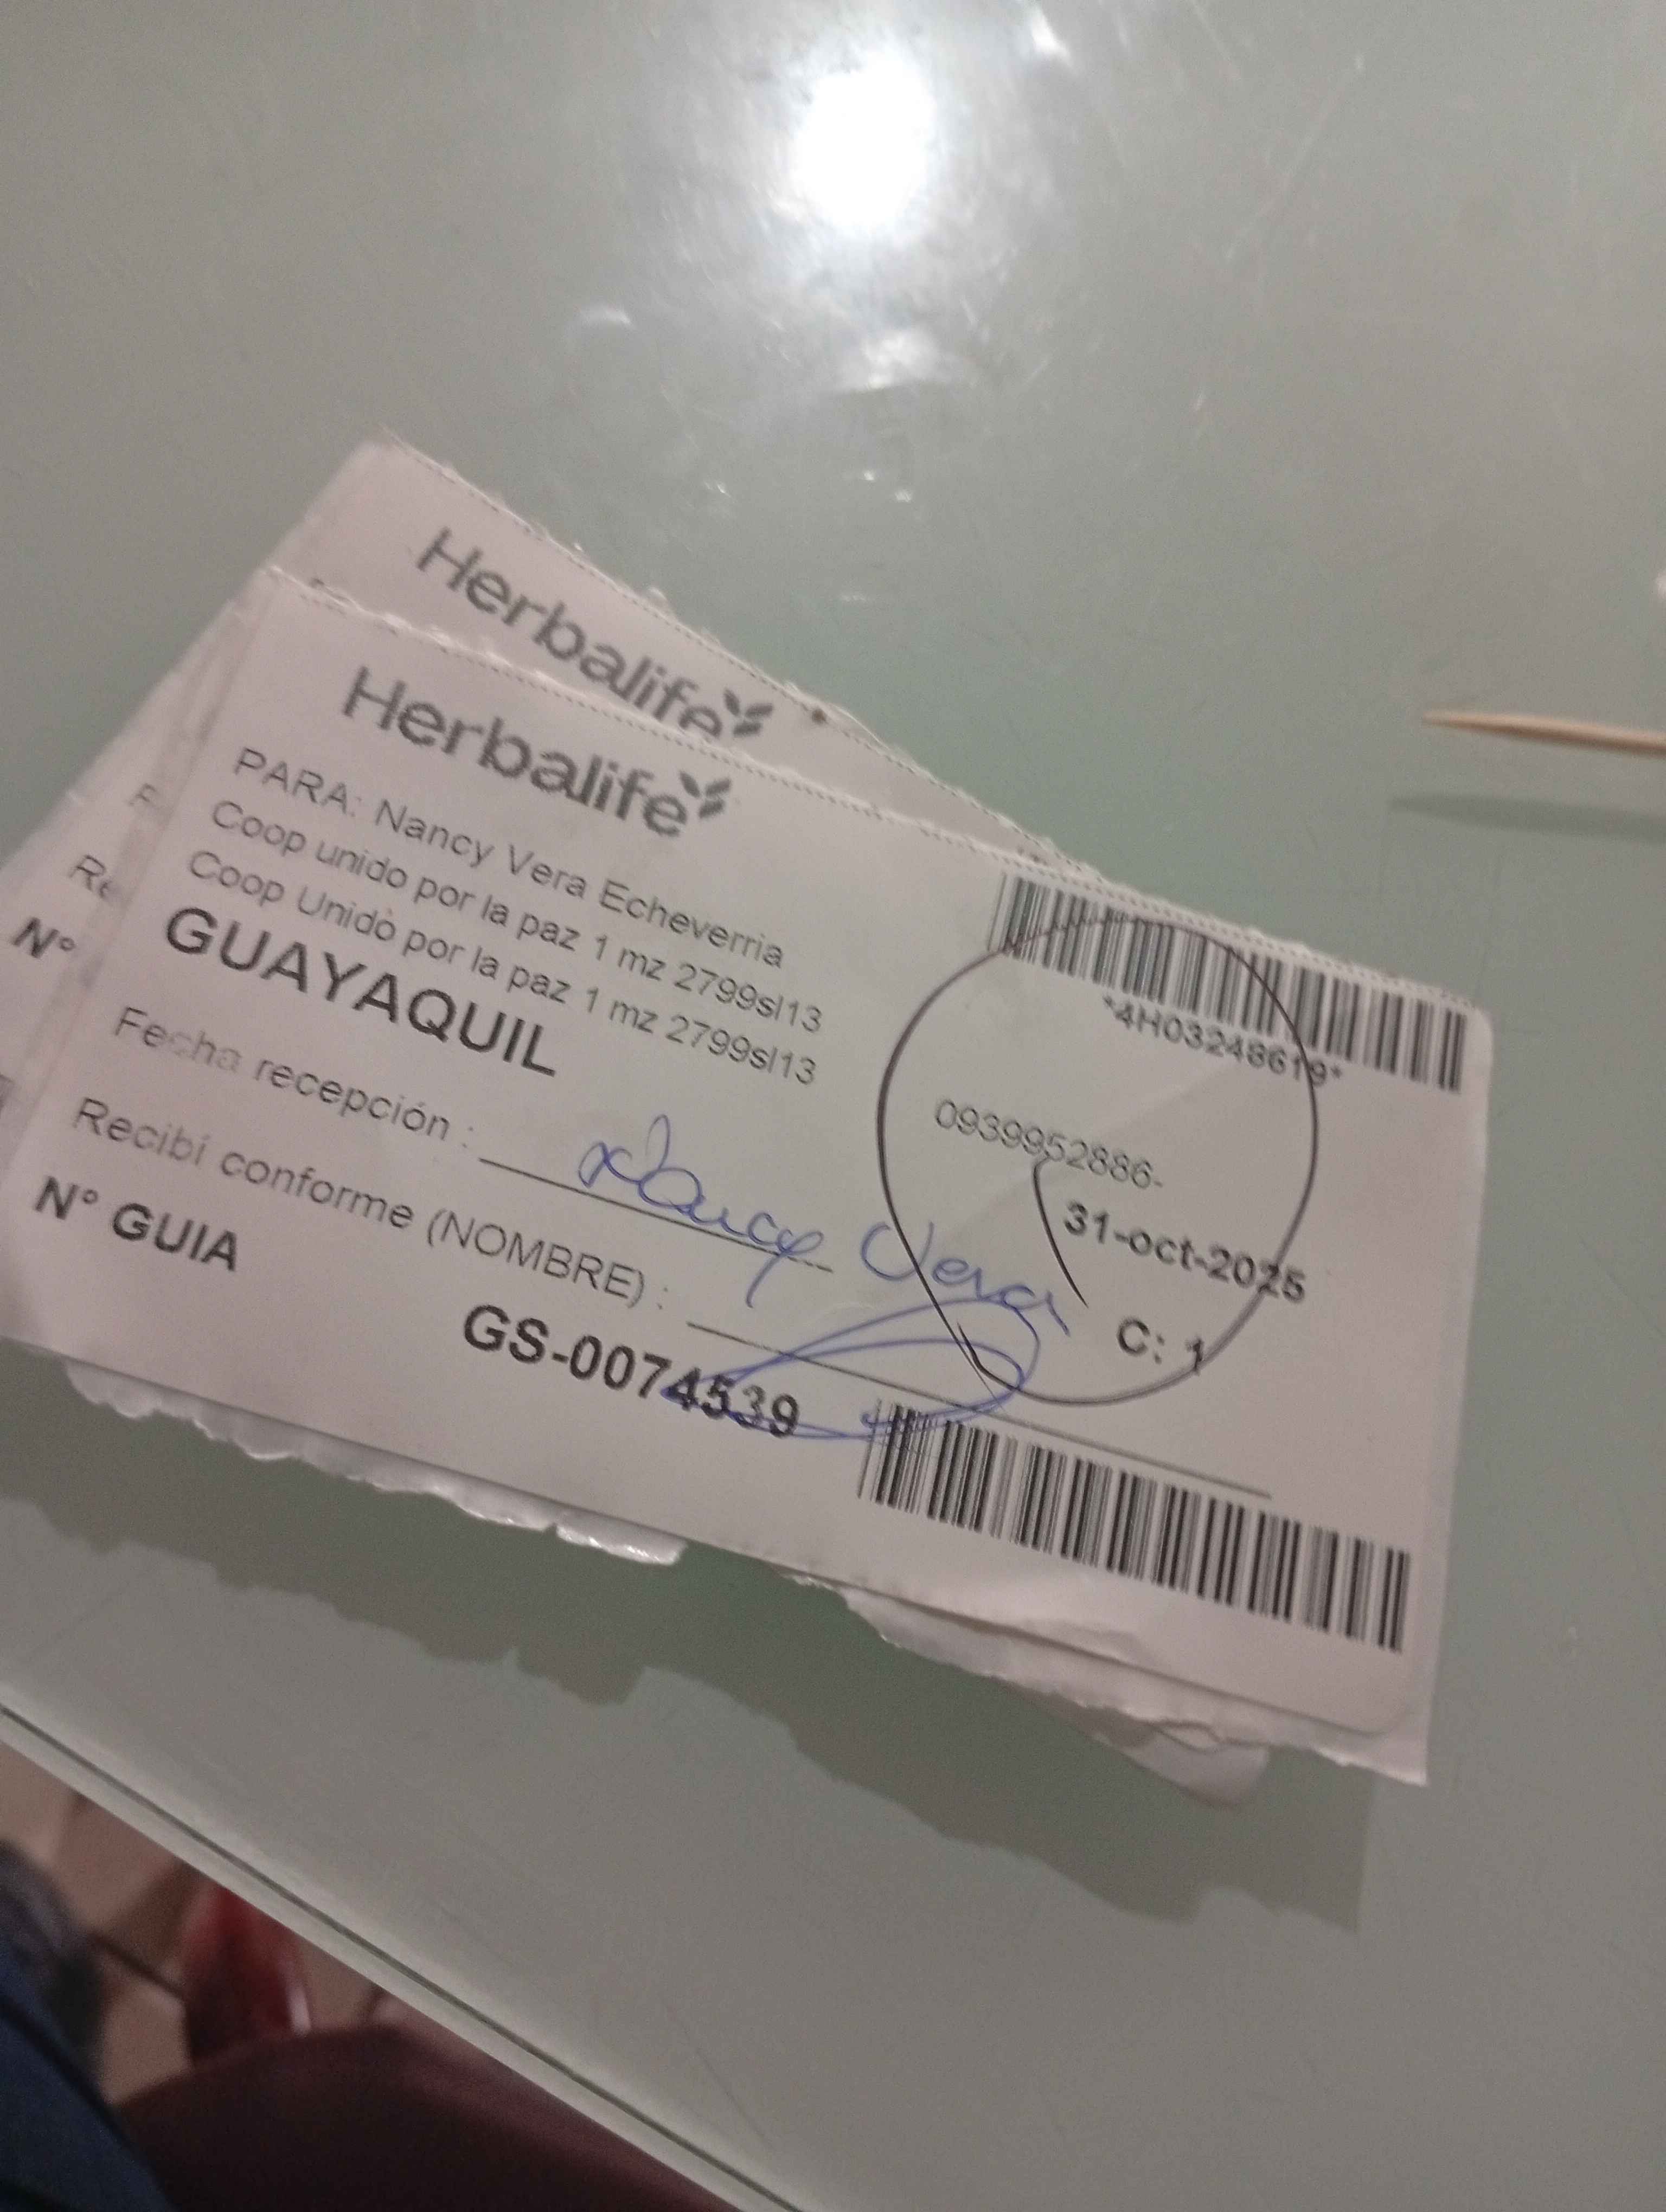 Herbalife
Herbalife
PARA: Nancy Vera Echeverria
Coop unido por la paz 1 mz 2799sl13
Coop Unido por la paz 1 mz 2799sl13
GUAYAQUIL
*4H03248619*
0939952886-
31-oct-2025
C: 1
Fecha recepción :
Nancy Vera
Recibí conforme (NOMBRE) :
N° GUIA
GS-0074539
Re
N°